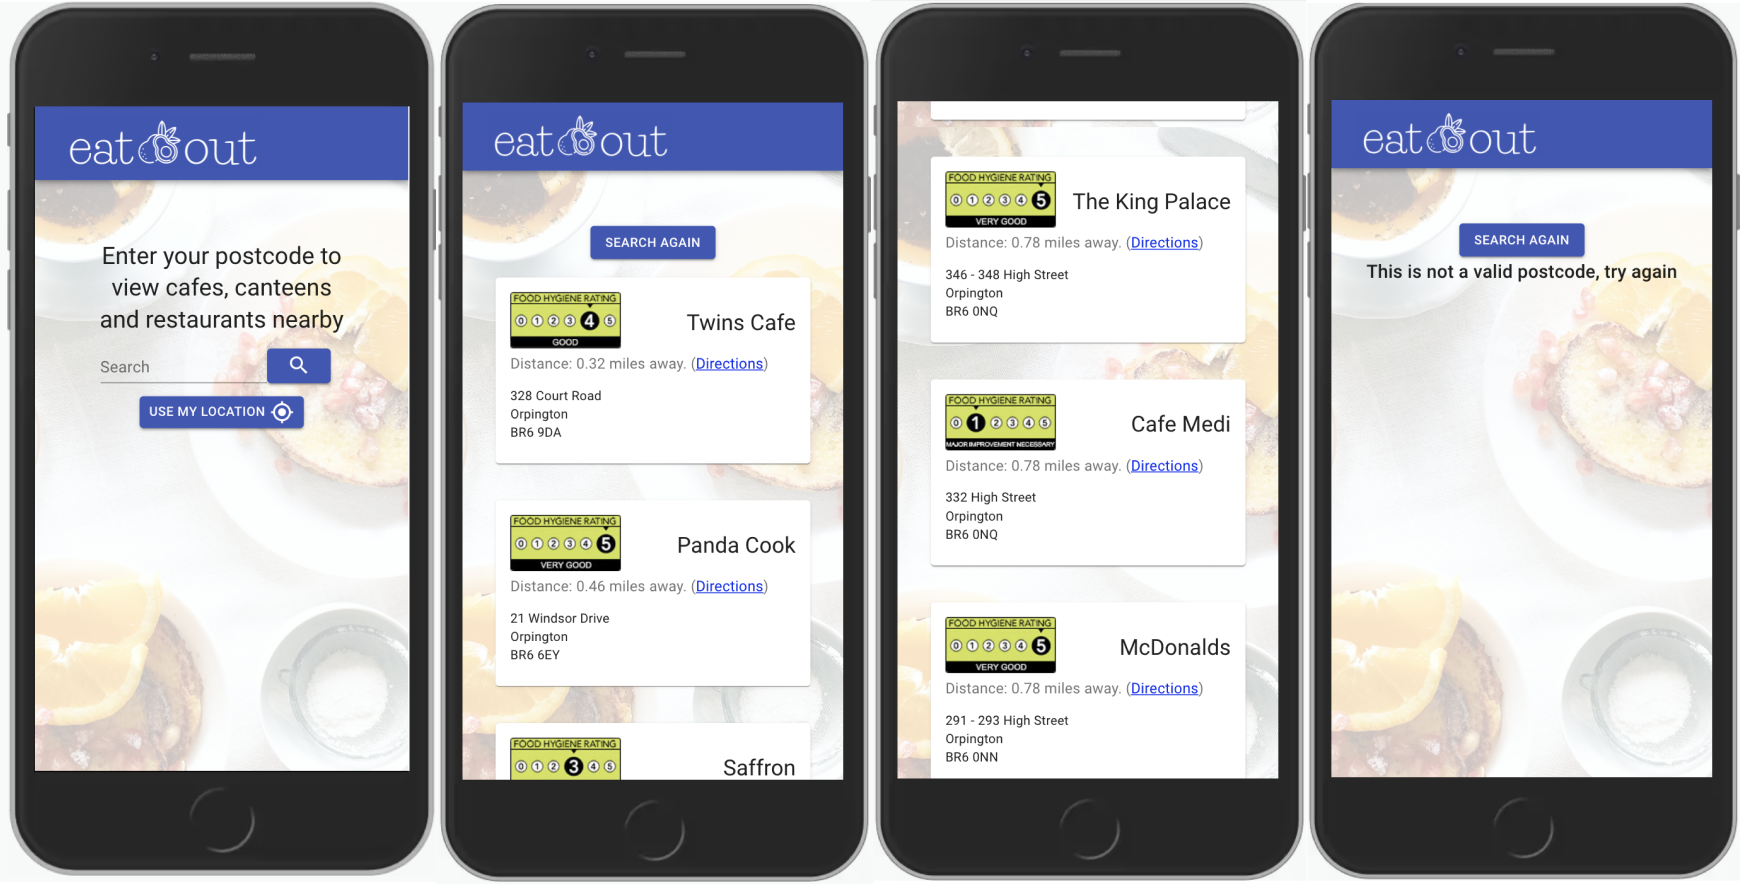 eat out
Enter your postcode to
view cafes, canteens
and restaurants nearby
Search
USE MY LOCATION
eat out
SEARCH AGAIN
FOOD HYGIENE RATING
0 1 2 3 4 5
GOOD
Twins Cafe
Distance: 0.32 miles away. (Directions)
328 Court Road
Orpington
BR6 9DA
FOOD HYGIENE RATING
0 1 2 3 4 5
VERY GOOD
Panda Cook
Distance: 0.46 miles away. (Directions)
21 Windsor Drive
Orpington
BR6 6EY
FOOD HYGIENE RATING
0 1 2 3 4 5
Saffron
FOOD HYGIENE RATING
0 1 2 3 4 5
VERY GOOD
The King Palace
Distance: 0.78 miles away. (Directions)
346 - 348 High Street
Orpington
BR6 0NQ
FOOD HYGIENE RATING
0 1 2 3 4 5
MAJOR IMPROVEMENT NECESSARY
Cafe Medi
Distance: 0.78 miles away. (Directions)
332 High Street
Orpington
BR6 0NQ
FOOD HYGIENE RATING
0 1 2 3 4 5
VERY GOOD
McDonalds
Distance: 0.78 miles away. (Directions)
291 - 293 High Street
Orpington
BR6 0NN
eat out
SEARCH AGAIN
This is not a valid postcode, try again